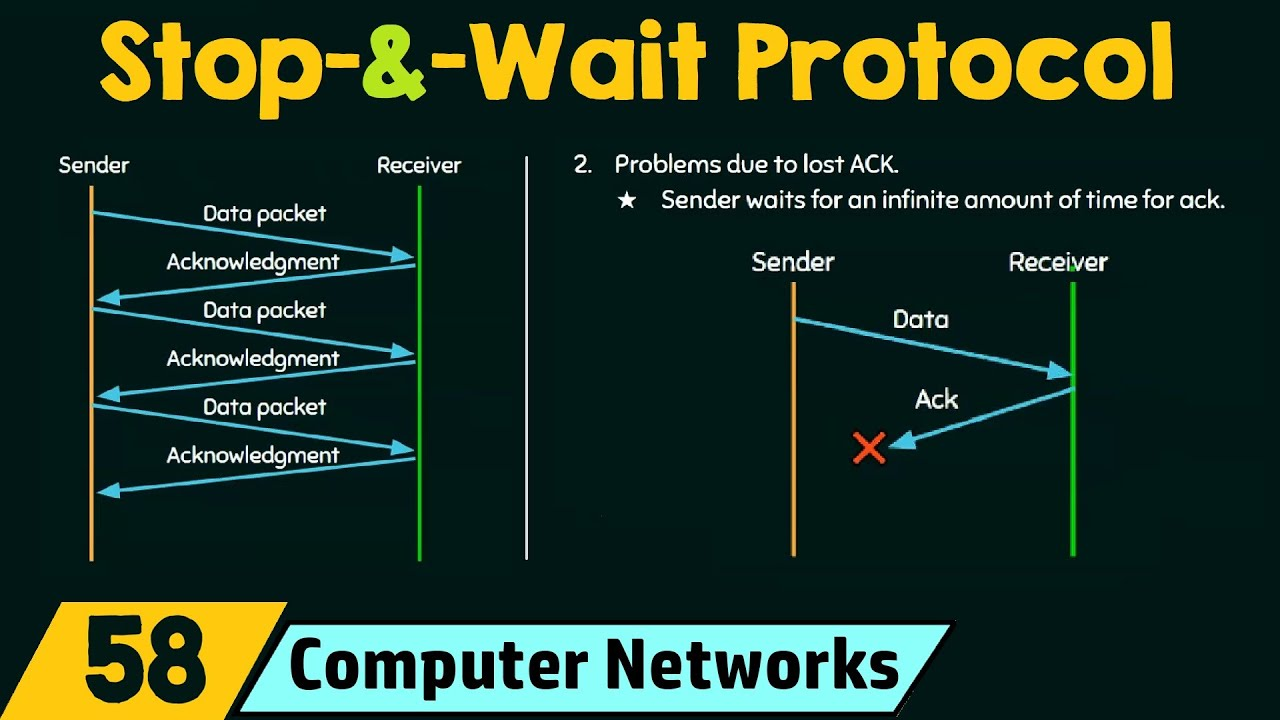 Stop-&-Wait Protocol
Sender
Receiver
Data packet
Acknowledgment
Data packet
Acknowledgment
Data packet
Acknowledgment
2. Problems due to lost ACK.
★ Sender waits for an infinite amount of time for ack.
Sender
Receiver
Data
Ack
58
Computer Networks